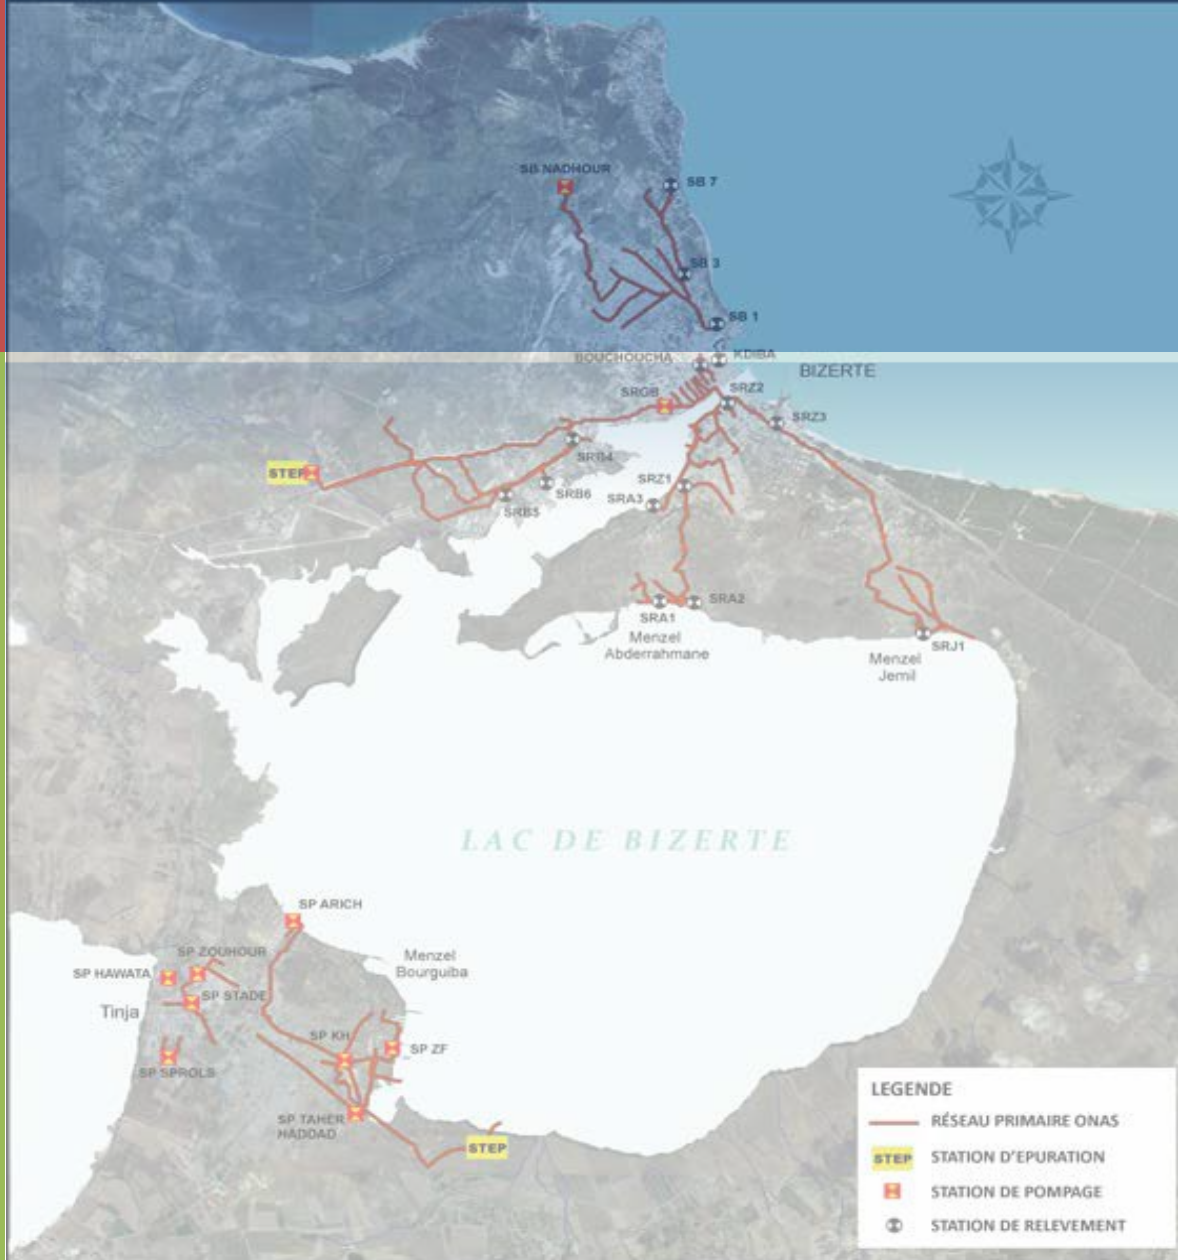 SB NADHOUR
SB 7
SB 3
SB 1
BOUCHOUCHA
KDIBA
BIZERTE
SRGB
SRZ2
SRZ3
SRB4
STEP
SRZ1
SRB6
SRA3
SRB5
SRA1
SRA2
Menzel
Abderrahmane
SRJ1
Menzel
Jemil
LAC DE BIZERTE
SP ARICH
SP ZOUHOUR
Menzel
Bourguiba
SP HAWATA
SP STADE
Tinja
SP KH
SP ZF
SP SPROLS
SP TAHER
HADDAD
STEP
LEGENDE
RÉSEAU PRIMAIRE ONAS
STEP STATION D'EPURATION
STATION DE POMPAGE
STATION DE RELEVEMENT